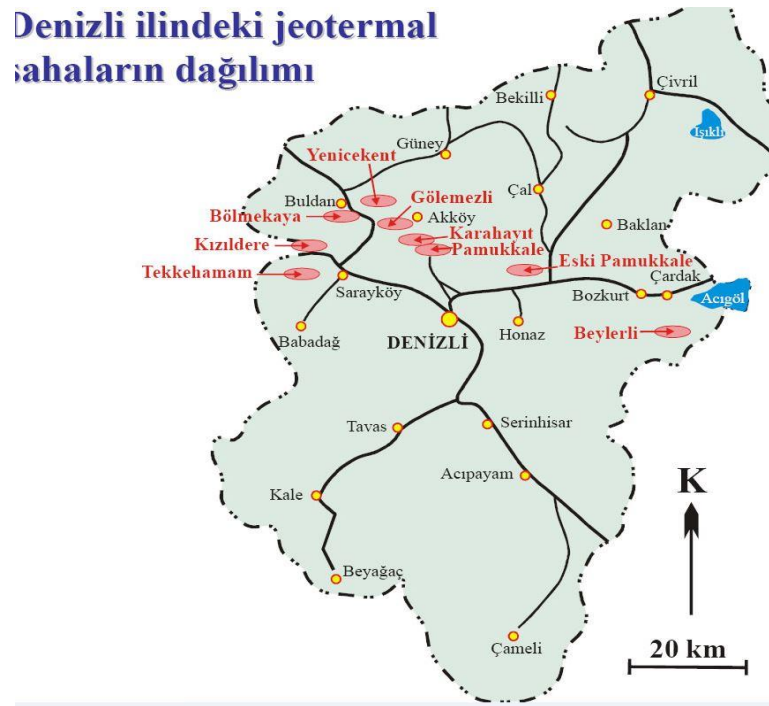 Denizli ilindeki jeotermal
sahaların dağılımı
Bekilli
Çivril
Işıklı
Güney
Yenicekent
Buldan
Gölemezli
Çal
Bölmekaya
Akköy
Baklan
Karahayıt
Kızıldere
Pamukkale
Eski Pamukkale
Tekkehamam
Çardak
Sarayköy
Bozkurt
Acıgöl
Babadağ
DENİZLİ
Honaz
Beylerli
Tavas
Serinhisar
Acıpayam
K
Kale
Beyağaç
Çameli
20 km